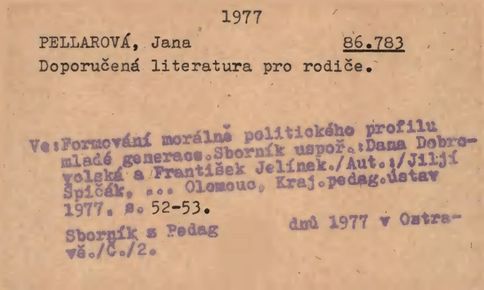 1977
PELLAROVÁ, Jana 86.783
Doporučená literatura pro rodiče.
Ve:Formování morálně politického profilu
mladé generace.Sborník uspoř.:Dana Dobro-
volská a František Jelínek./Aut.:/Jiljí
Špičák, ... Olomouc, Kraj.pedag.ústav
1977. s. 52-53.
Sborník z Pedag dnů 1977 v Ostra-
vě./Č./2.